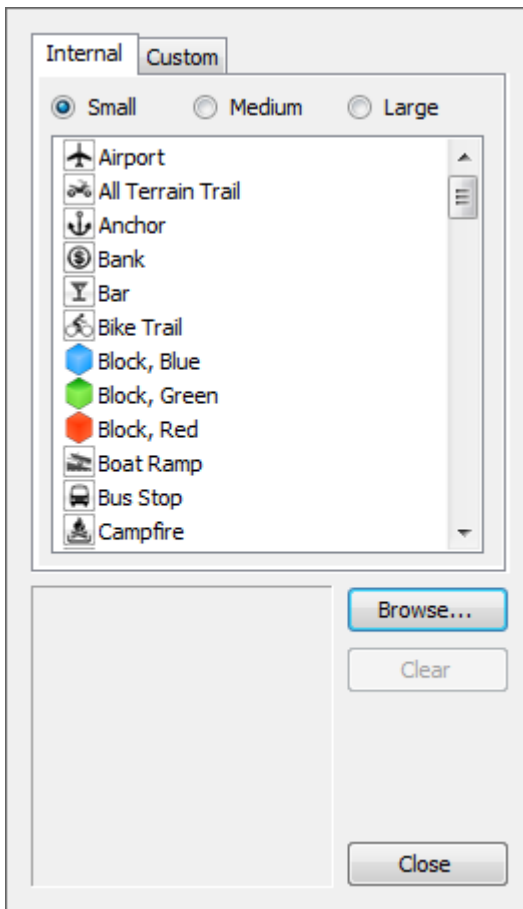 Internal Custom
Small Medium Large
Airport
All Terrain Trail
Anchor
Bank
Bar
Bike Trail
Block, Blue
Block, Green
Block, Red
Boat Ramp
Bus Stop
Campfire
Browse...
Clear
Close